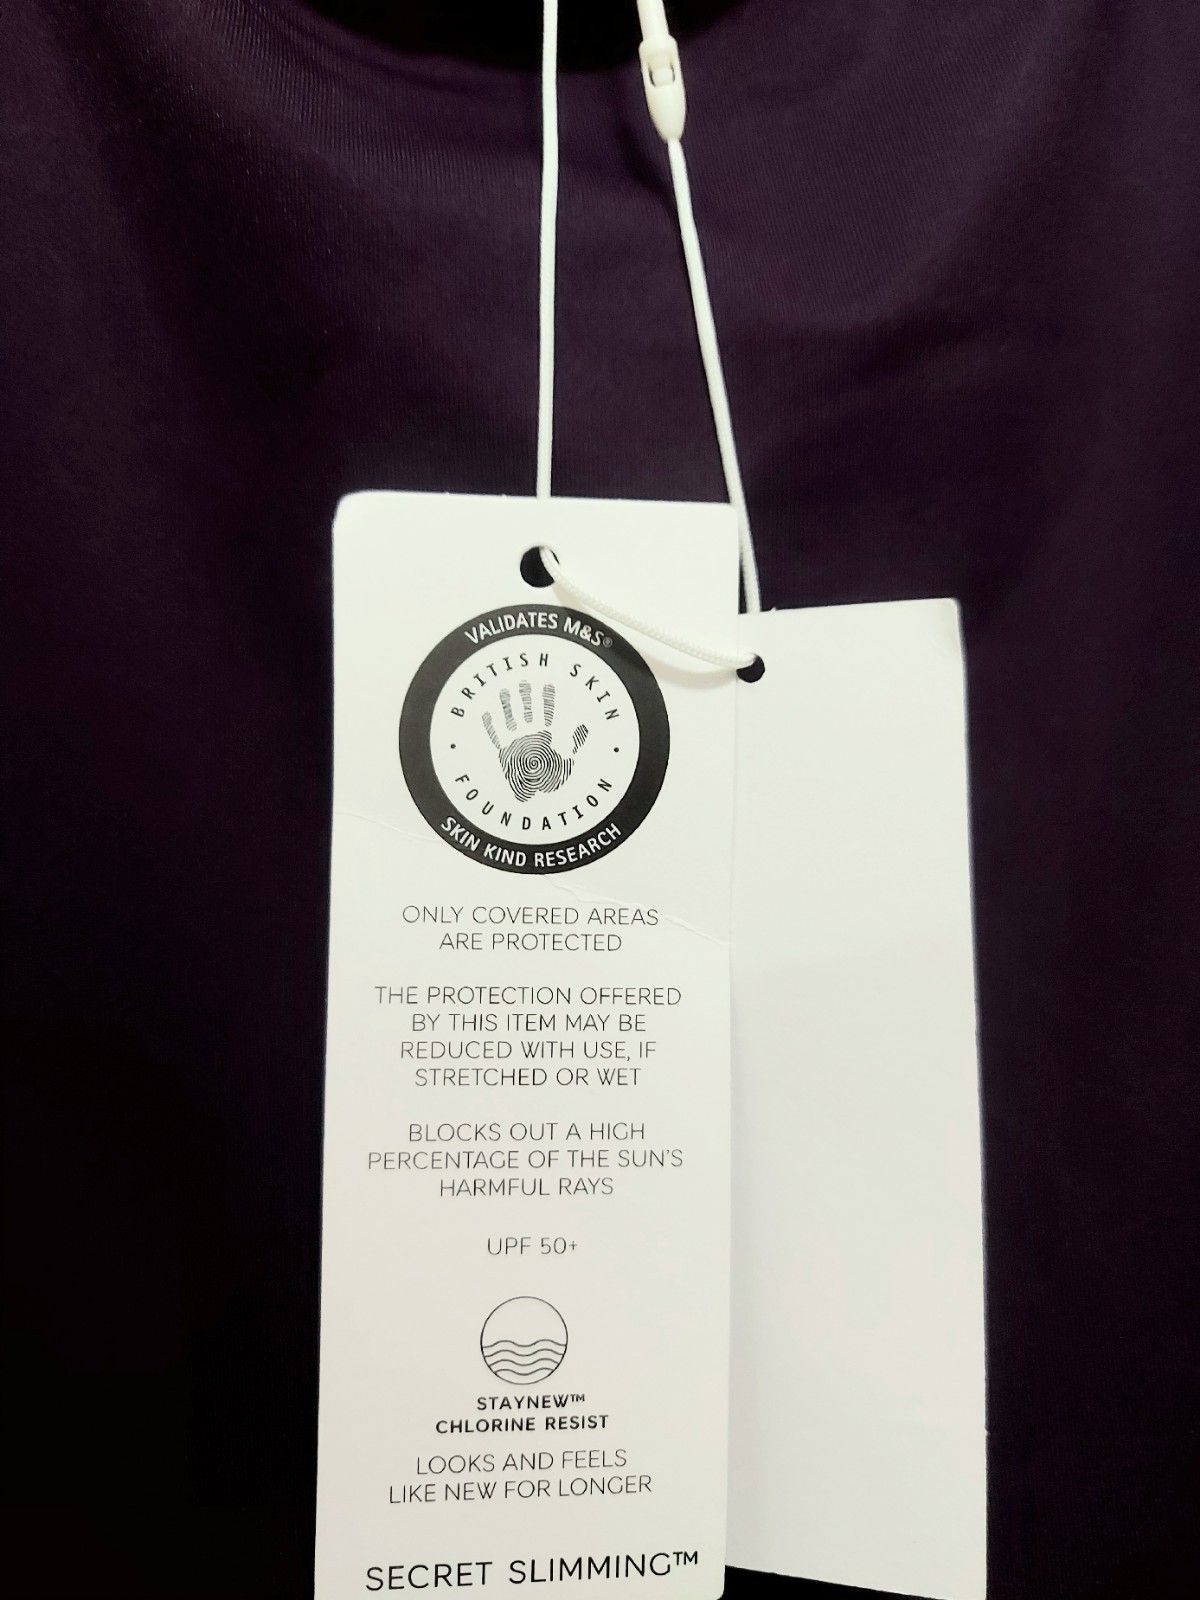 VALIDATES M&S®
BRITISH SKIN
FOUNDATION
SKIN KIND RESEARCH
ONLY COVERED AREAS
ARE PROTECTED
THE PROTECTION OFFERED
BY THIS ITEM MAY BE
REDUCED WITH USE, IF
STRETCHED OR WET
BLOCKS OUT A HIGH
PERCENTAGE OF THE SUN'S
HARMFUL RAYS
UPF 50+
STAYNEW™
CHLORINE RESIST
LOOKS AND FEELS
LIKE NEW FOR LONGER
SECRET SLIMMING™